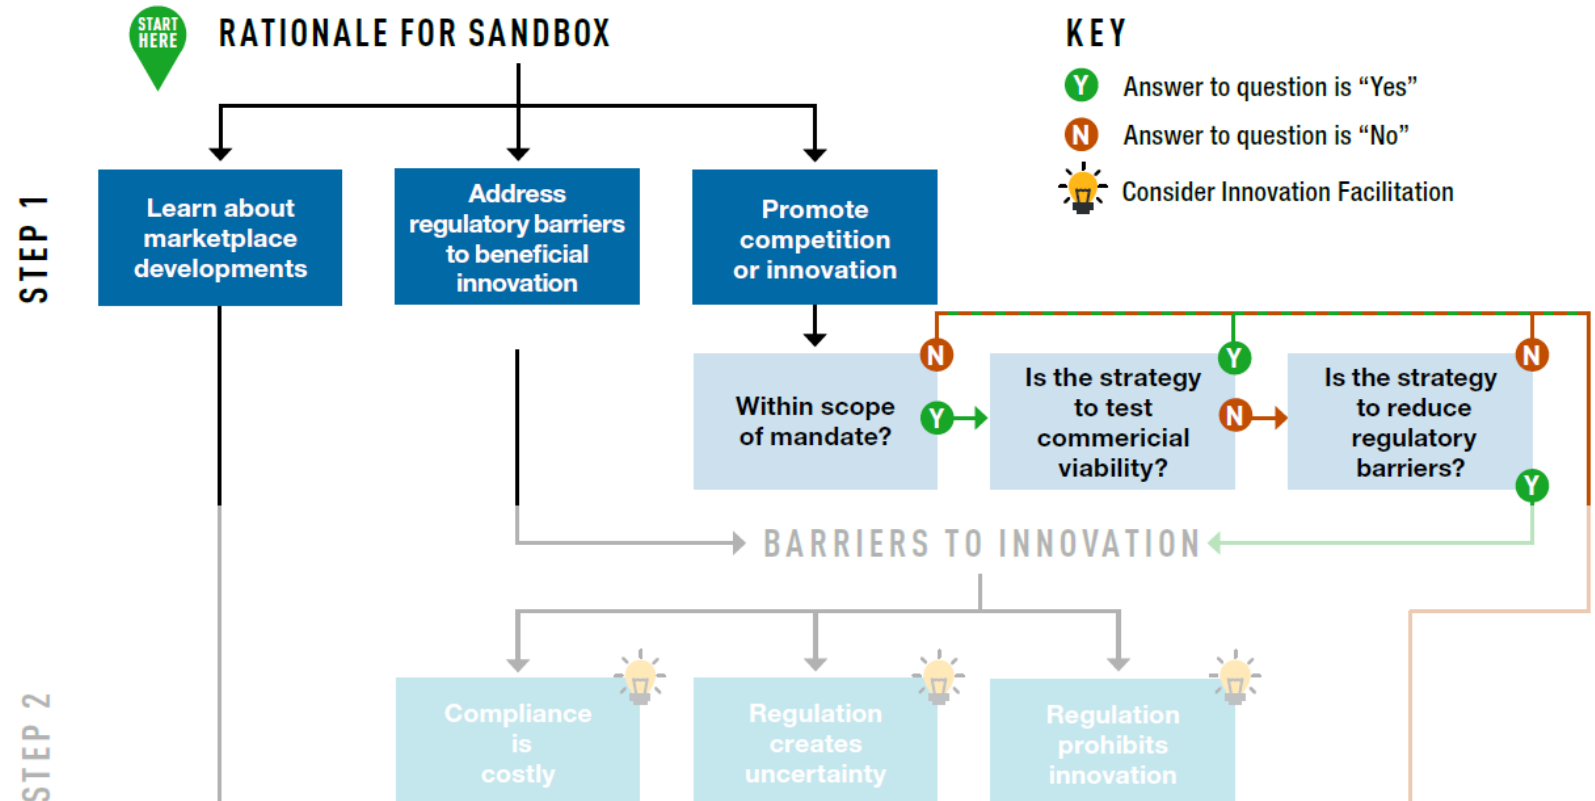 START
HERE
RATIONALE FOR SANDBOX
KEY
Y
Answer to question is “Yes”
N
Answer to question is “No”
Consider Innovation Facilitation
STEP 1
Learn about
marketplace
developments
Address
regulatory barriers
to beneficial
innovation
Promote
competition
or innovation
Within scope
of mandate?
N
Y
Is the strategy
to test
commericial
viability?
Y
N
Is the strategy
to reduce
regulatory
barriers?
N
Y
BARRIERS TO INNOVATION
STEP 2
Compliance
is
costly
Regulation
creates
uncertainty
Regulation
prohibits
innovation